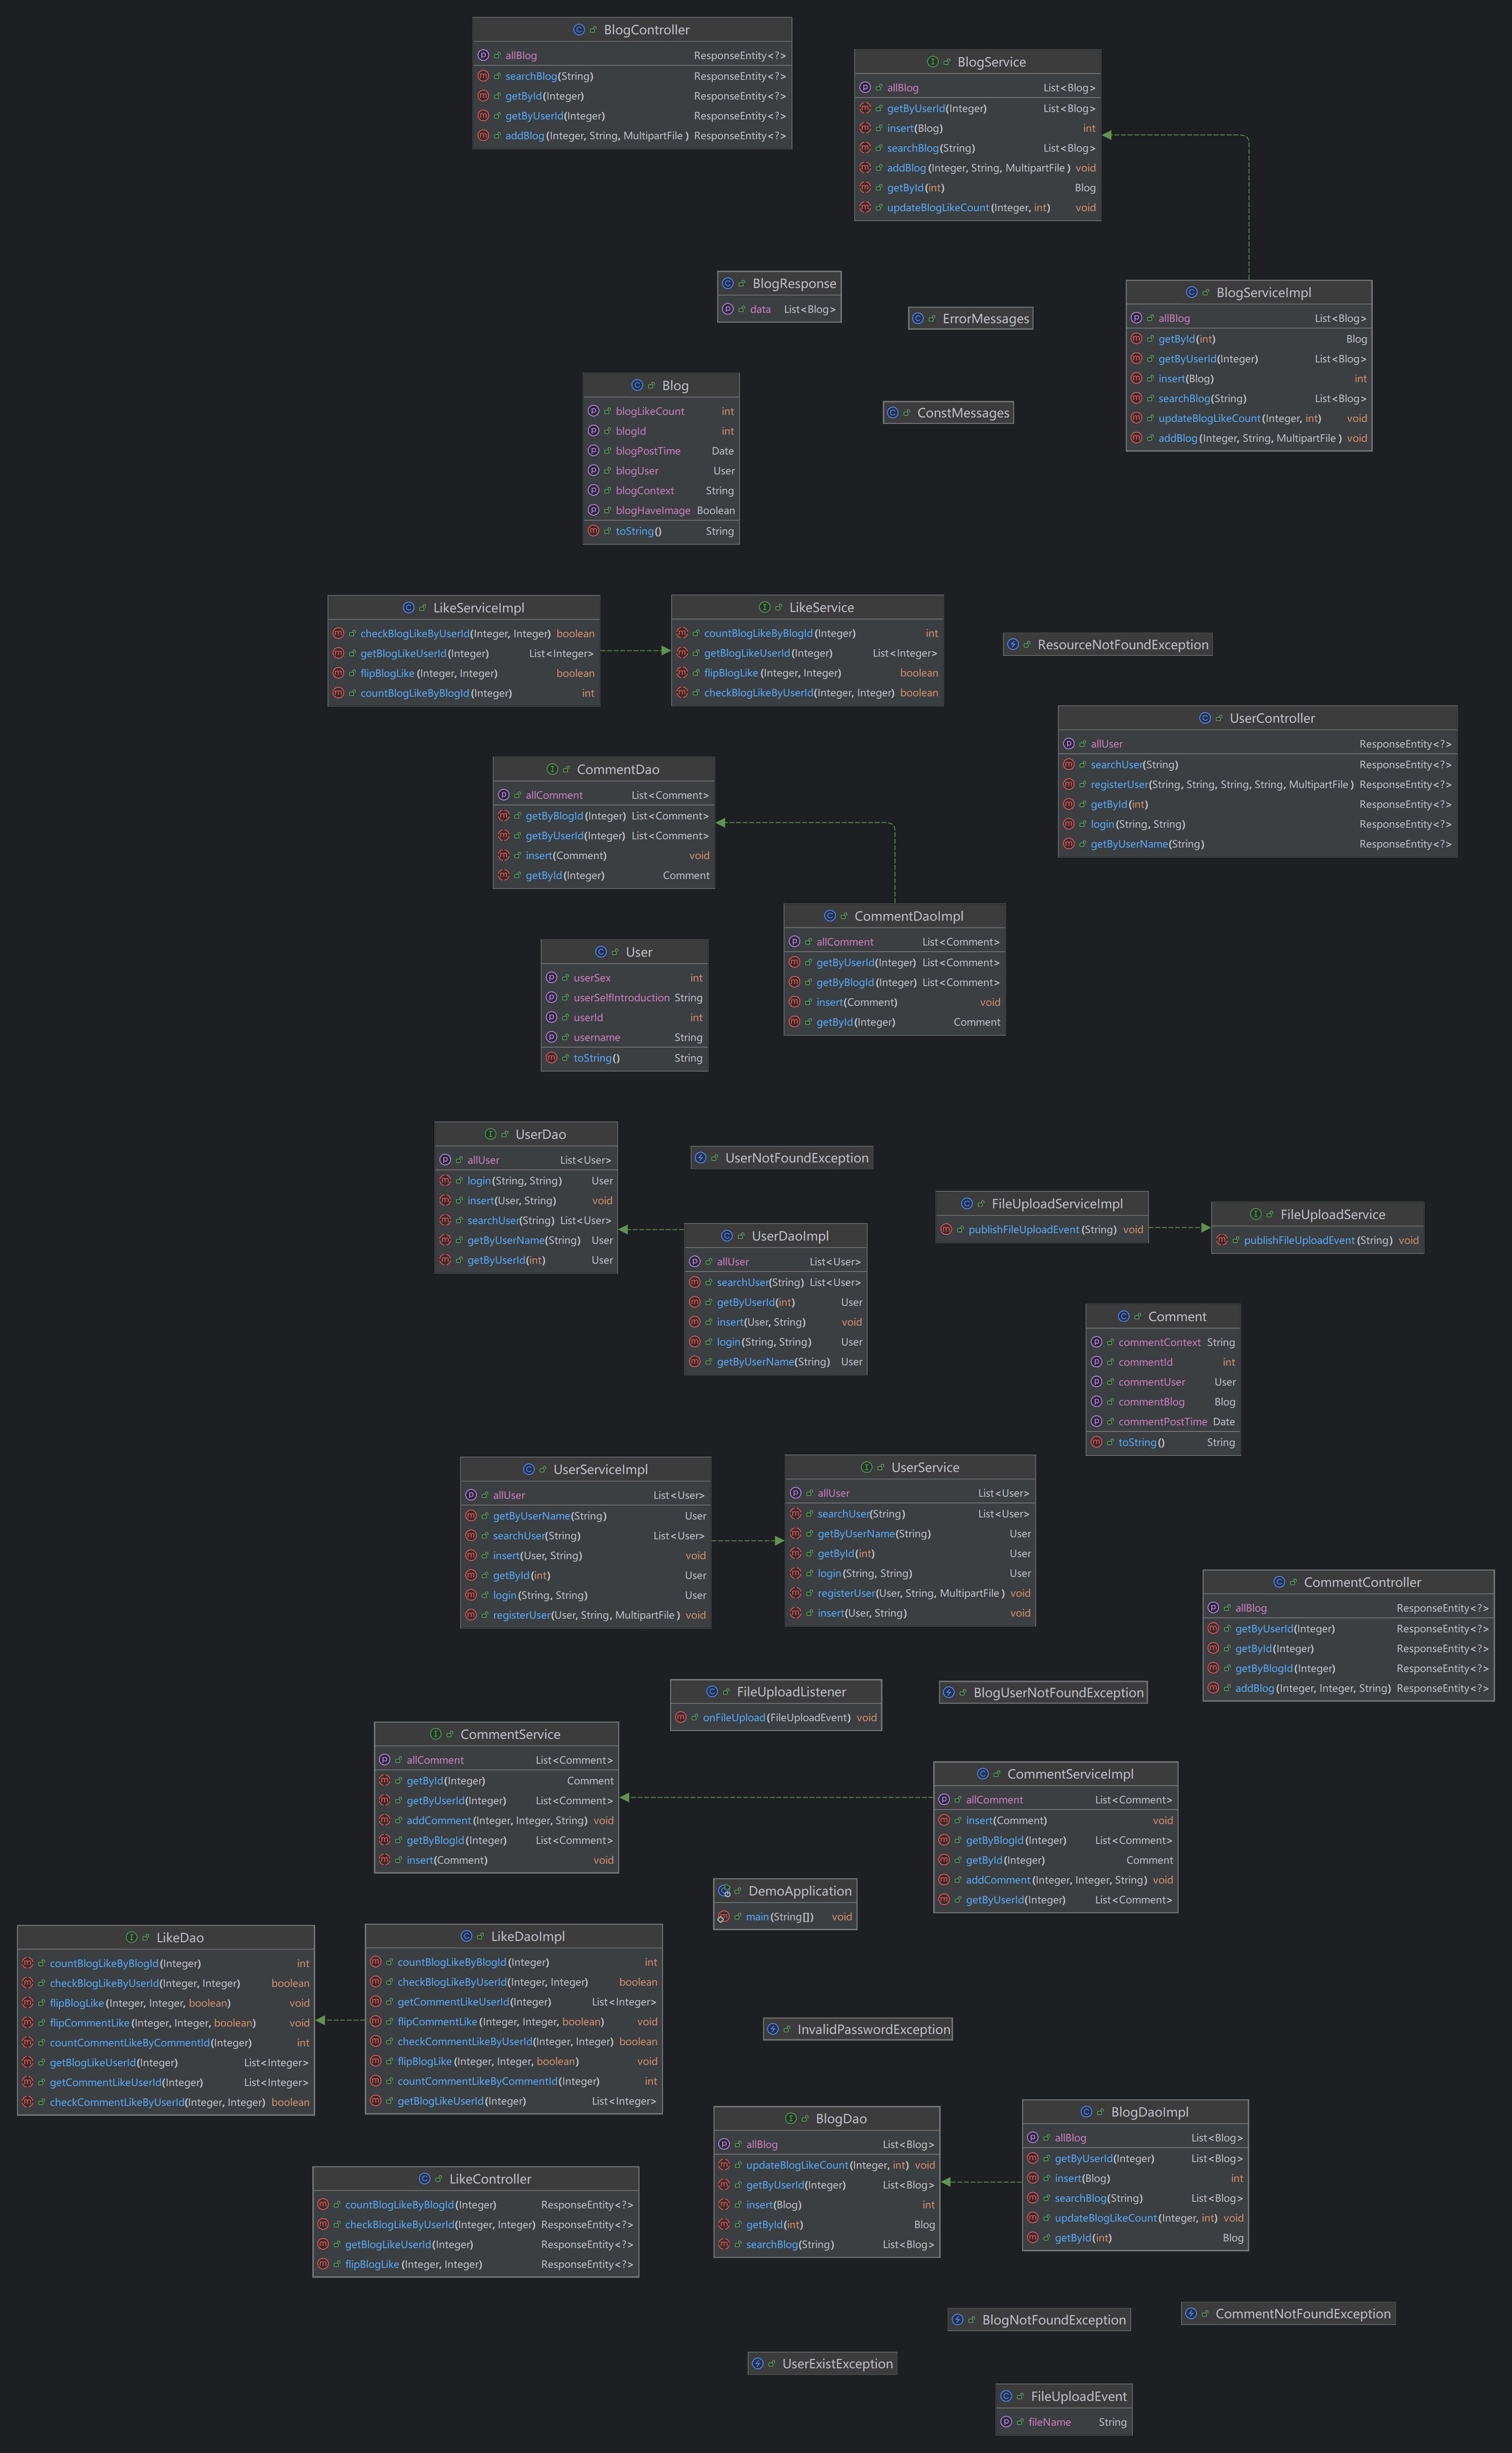 BlogController
allBlog ResponseEntity<?>
searchBlog(String) ResponseEntity<?>
getById(Integer) ResponseEntity<?>
getByUserId(Integer) ResponseEntity<?>
addBlog(Integer, String, MultipartFile) ResponseEntity<?>
BlogService
allBlog List<Blog>
getByUserId(Integer) List<Blog>
insert(Blog) int
searchBlog(String) List<Blog>
addBlog(Integer, String, MultipartFile) void
getById(int) Blog
updateBlogLikeCount(Integer, int) void
BlogResponse
data List<Blog>
ErrorMessages
BlogServiceImpl
allBlog List<Blog>
getById(int) Blog
getByUserId(Integer) List<Blog>
insert(Blog) int
searchBlog(String) List<Blog>
updateBlogLikeCount(Integer, int) void
addBlog(Integer, String, MultipartFile) void
Blog
blogLikeCount int
blogId int
blogPostTime Date
blogUser User
blogContext String
blogHaveImage Boolean
toString() String
ConstMessages
LikeServiceImpl
checkBlogLikeByUserId(Integer, Integer) boolean
getBlogLikeUserId(Integer) List<Integer>
flipBlogLike(Integer, Integer) boolean
countBlogLikeByBlogId(Integer) int
LikeService
countBlogLikeByBlogId(Integer) int
getBlogLikeUserId(Integer) List<Integer>
flipBlogLike(Integer, Integer) boolean
checkBlogLikeByUserId(Integer, Integer) boolean
ResourceNotFoundException
UserController
allUser ResponseEntity<?>
searchUser(String) ResponseEntity<?>
registerUser(String, String, String, String, MultipartFile) ResponseEntity<?>
getById(int) ResponseEntity<?>
login(String, String) ResponseEntity<?>
getByUserName(String) ResponseEntity<?>
CommentDao
allComment List<Comment>
getByBlogId(Integer) List<Comment>
getByUserId(Integer) List<Comment>
insert(Comment) void
getById(Integer) Comment
CommentDaoImpl
allComment List<Comment>
getByUserId(Integer) List<Comment>
getByBlogId(Integer) List<Comment>
insert(Comment) void
getById(Integer) Comment
User
userSex int
userSelfIntroduction String
userId int
username String
toString() String
UserDao
allUser List<User>
login(String, String) User
insert(User, String) void
searchUser(String) List<User>
getByUserName(String) User
getByUserId(int) User
UserNotFoundException
UserDaoImpl
allUser List<User>
searchUser(String) List<User>
getByUserId(int) User
insert(User, String) void
login(String, String) User
getByUserName(String) User
FileUploadServiceImpl
publishFileUploadEvent(String) void
FileUploadService
publishFileUploadEvent(String) void
Comment
commentContext String
commentId int
commentUser User
commentBlog Blog
commentPostTime Date
toString() String
UserServiceImpl
allUser List<User>
getByUserName(String) User
searchUser(String) List<User>
insert(User, String) void
getById(int) User
login(String, String) User
registerUser(User, String, MultipartFile) void
UserService
allUser List<User>
searchUser(String) List<User>
getByUserName(String) User
getById(int) User
login(String, String) User
registerUser(User, String, MultipartFile) void
insert(User, String) void
CommentController
allBlog ResponseEntity<?>
getByUserId(Integer) ResponseEntity<?>
getById(Integer) ResponseEntity<?>
getByBlogId(Integer) ResponseEntity<?>
addBlog(Integer, Integer, String) ResponseEntity<?>
FileUploadListener
onFileUpload(FileUploadEvent) void
BlogUserNotFoundException
CommentService
allComment List<Comment>
getById(Integer) Comment
getByUserId(Integer) List<Comment>
addComment(Integer, Integer, String) void
getByBlogId(Integer) List<Comment>
insert(Comment) void
CommentServiceImpl
allComment List<Comment>
insert(Comment) void
getByBlogId(Integer) List<Comment>
getById(Integer) Comment
addComment(Integer, Integer, String) void
getByUserId(Integer) List<Comment>
DemoApplication
main(String[]) void
LikeDao
countBlogLikeByBlogId(Integer) int
checkBlogLikeByUserId(Integer, Integer) boolean
flipBlogLike(Integer, Integer, boolean) void
flipCommentLike(Integer, Integer, boolean) void
countCommentLikeByCommentId(Integer) int
getBlogLikeUserId(Integer) List<Integer>
getCommentLikeUserId(Integer) List<Integer>
checkCommentLikeByUserId(Integer, Integer) boolean
LikeDaoImpl
countBlogLikeByBlogId(Integer) int
checkBlogLikeByUserId(Integer, Integer) boolean
getCommentLikeUserId(Integer) List<Integer>
flipCommentLike(Integer, Integer, boolean) void
checkCommentLikeByUserId(Integer, Integer) boolean
flipBlogLike(Integer, Integer, boolean) void
countCommentLikeByCommentId(Integer) int
getBlogLikeUserId(Integer) List<Integer>
InvalidPasswordException
BlogDao
allBlog List<Blog>
updateBlogLikeCount(Integer, int) void
getByUserId(Integer) List<Blog>
insert(Blog) int
getById(int) Blog
searchBlog(String) List<Blog>
BlogDaoImpl
allBlog List<Blog>
getByUserId(Integer) List<Blog>
insert(Blog) int
searchBlog(String) List<Blog>
updateBlogLikeCount(Integer, int) void
getById(int) Blog
LikeController
countBlogLikeByBlogId(Integer) ResponseEntity<?>
checkBlogLikeByUserId(Integer, Integer) ResponseEntity<?>
getBlogLikeUserId(Integer) ResponseEntity<?>
flipBlogLike(Integer, Integer) ResponseEntity<?>
BlogNotFoundException
CommentNotFoundException
UserExistException
FileUploadEvent
fileName String